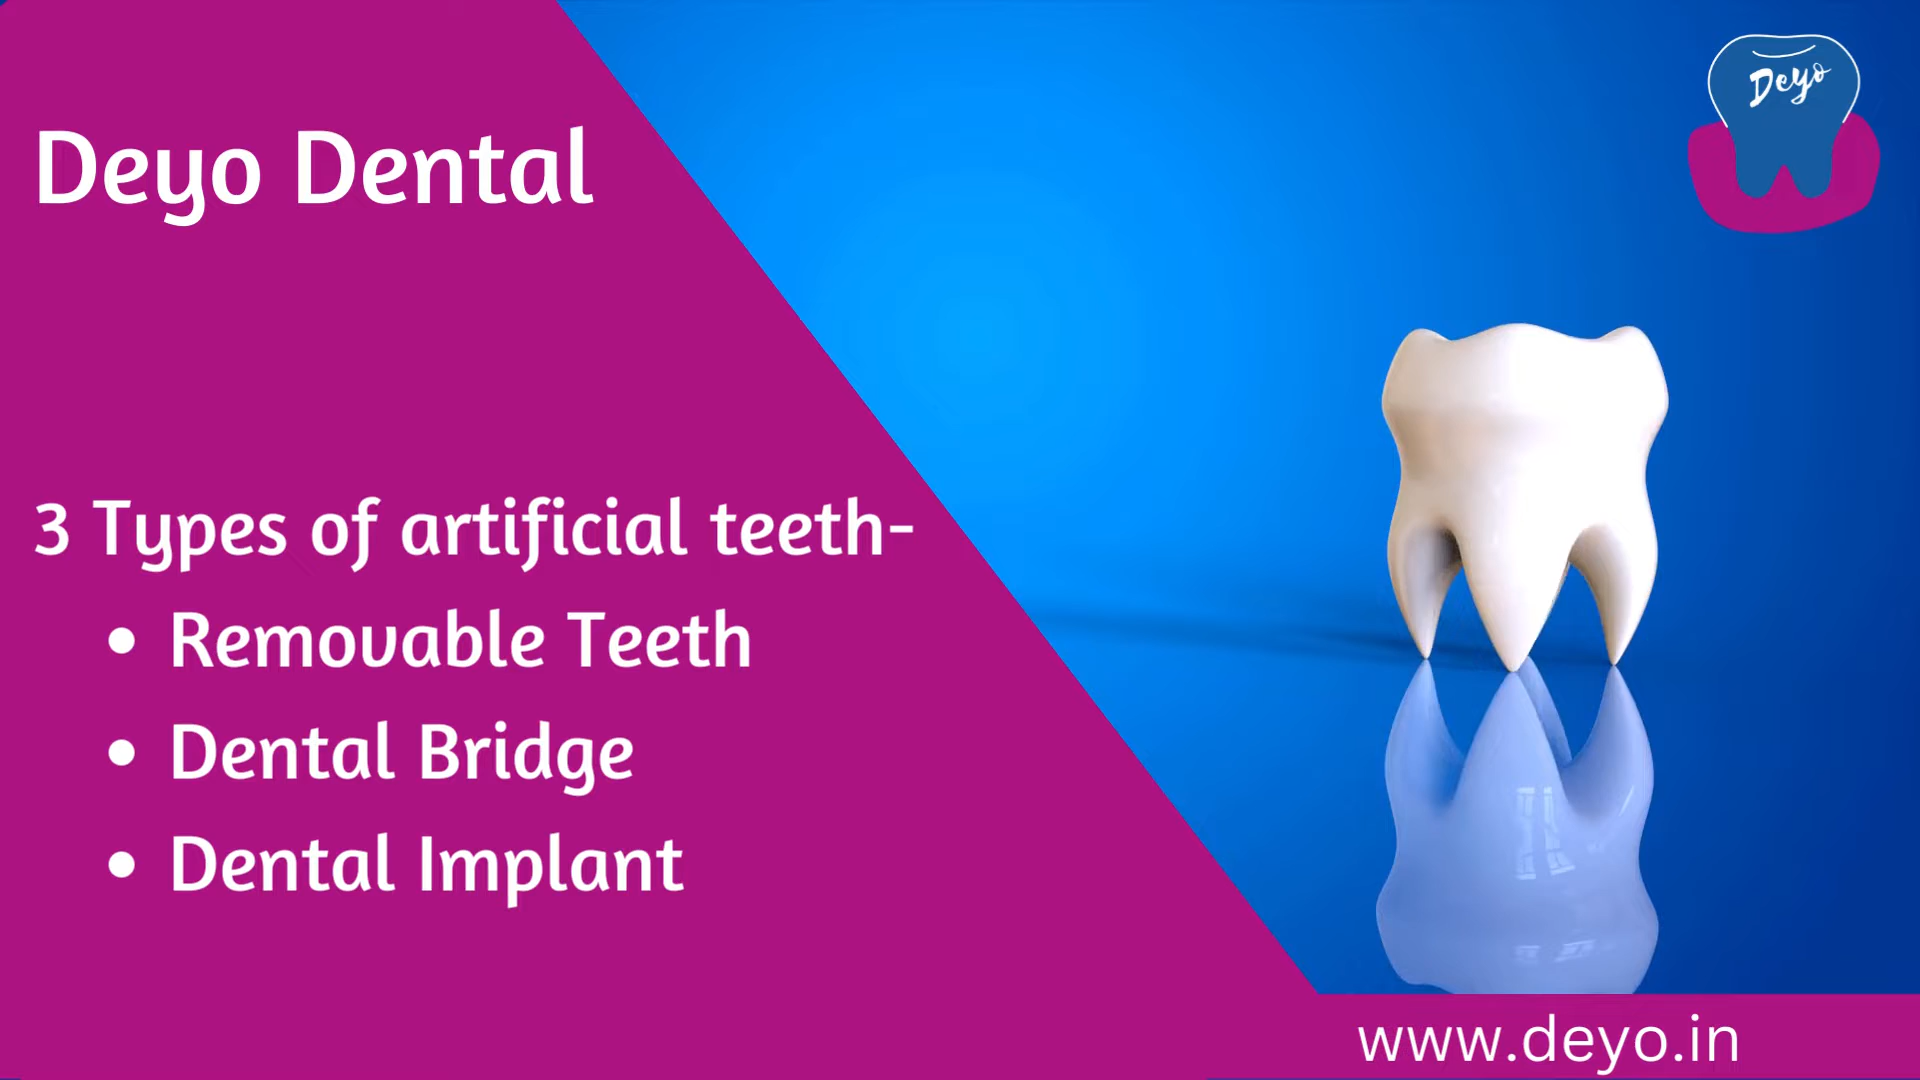 Deyo
Deyo Dental
3 Types of artificial teeth-
• Removable Teeth
• Dental Bridge
• Dental Implant
www.deyo.in